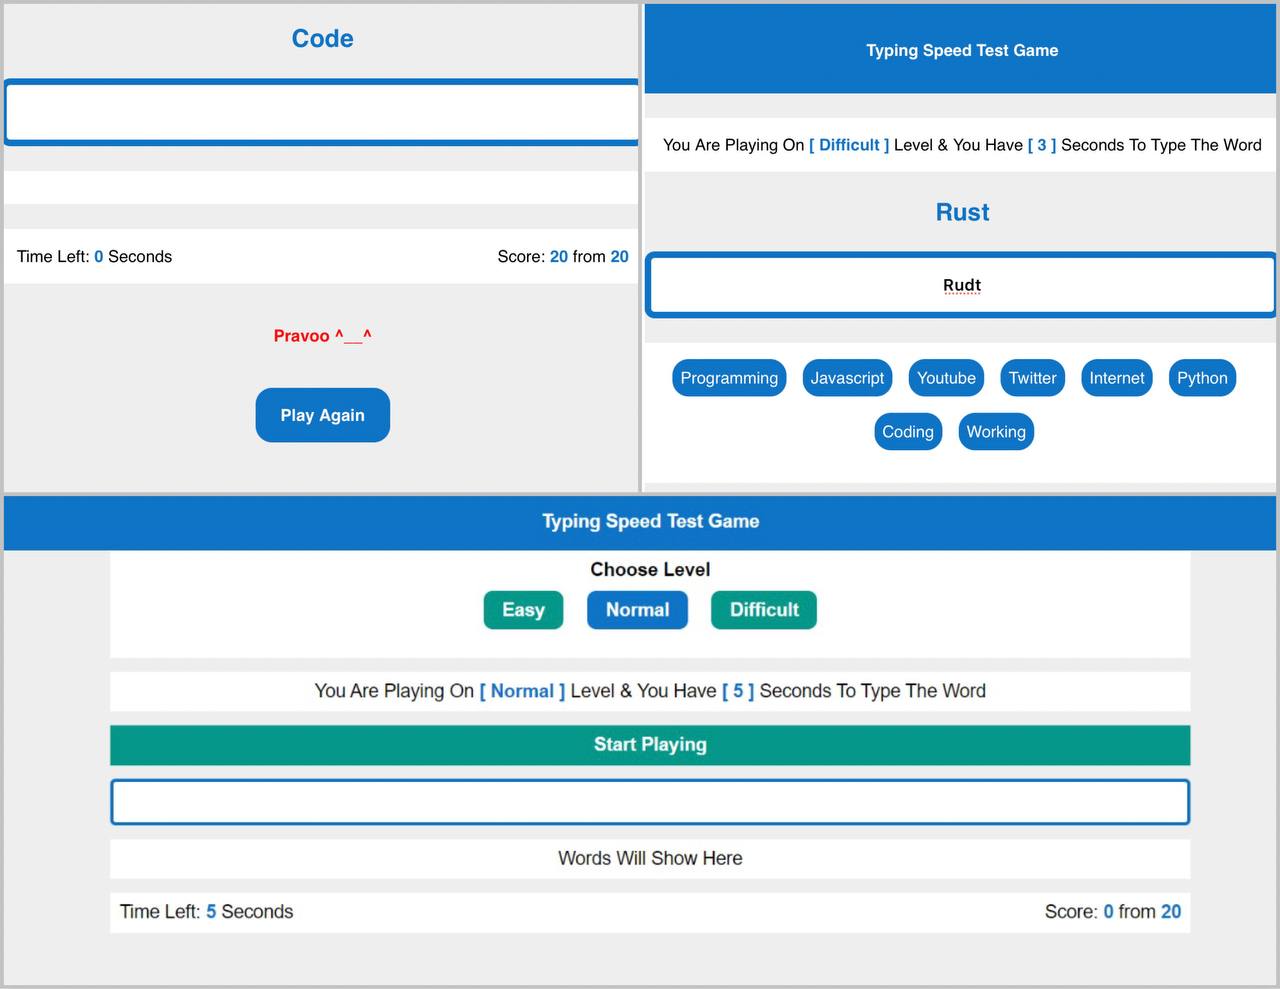 Code
Time Left: 0 Seconds Score: 20 from 20
Pravoo ^__^
Play Again
Typing Speed Test Game
You Are Playing On [ Difficult ] Level & You Have [ 3 ] Seconds To Type The Word
Rust
Rudt
Programming Javascript Youtube Twitter Internet Python
Coding Working
Typing Speed Test Game
Choose Level
Easy Normal Difficult
You Are Playing On [ Normal ] Level & You Have [ 5 ] Seconds To Type The Word
Start Playing
Words Will Show Here
Time Left: 5 Seconds Score: 0 from 20